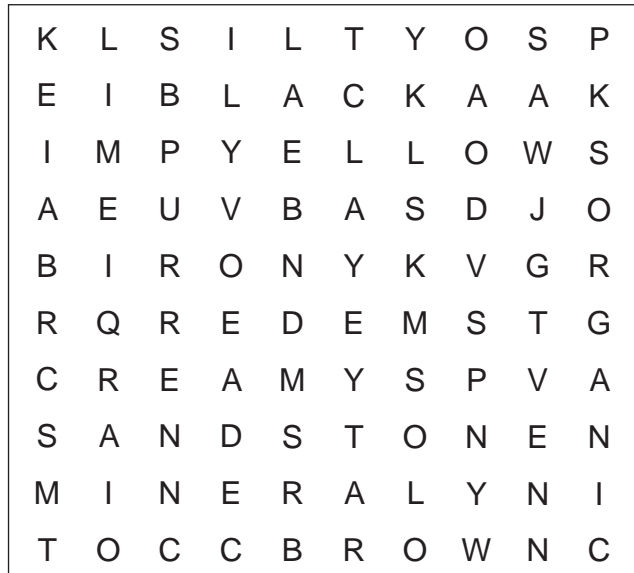 K L S I L T Y O S P
E I B L A C K A A K
I M P Y E L L O W S
A E U V B A S D J O
B I R O N Y K V G R
R Q R E D E M S T G
C R E A M Y S P V A
S A N D S T O N E N
M I N E R A L Y N I
T O C C B R O W N C